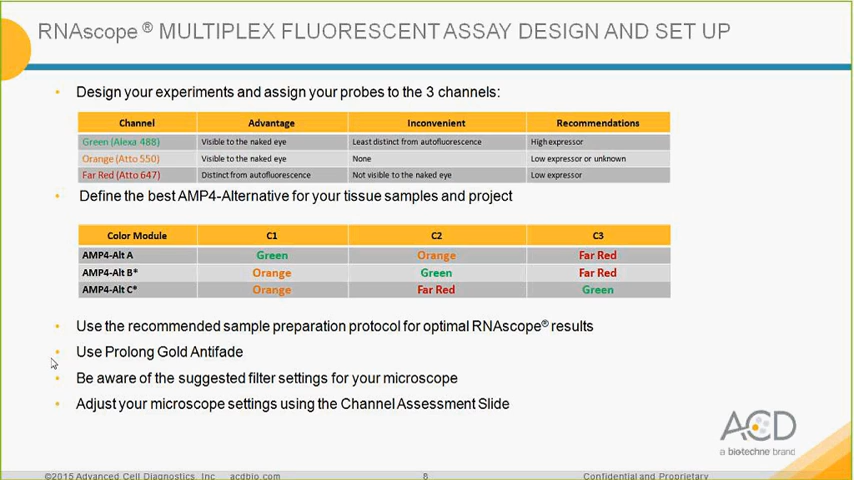 RNAscope ® MULTIPLEX FLUORESCENT ASSAY DESIGN AND SET UP
• Design your experiments and assign your probes to the 3 channels:
Channel Advantage Inconvenient Recommendations
Green (Alexa 488) Visible to the naked eye Least distinct from autofluorescence High expressor
Orange (Atto 550) Visible to the naked eye None Low expressor or unknown
Far Red (Atto 647) Distinct from autofluorescence Not visible to the naked eye Low expressor
• Define the best AMP4-Alternative for your tissue samples and project
Color Module C1 C2 C3
AMP4-Alt A Green Orange Far Red
AMP4-Alt B* Orange Green Far Red
AMP4-Alt C* Orange Far Red Green
• Use the recommended sample preparation protocol for optimal RNAscope® results
• Use Prolong Gold Antifade
• Be aware of the suggested filter settings for your microscope
• Adjust your microscope settings using the Channel Assessment Slide
ACD
a biotechne brand
©2015 Advanced Cell Diagnostics, Inc acdbio.com 8 Confidential and Proprietary